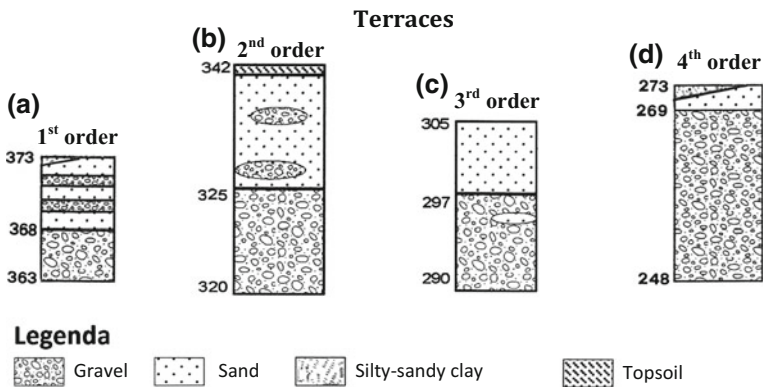 Terraces
(a)
1st order
373
368
363
(b)
2nd order
342
325
320
(c)
3rd order
305
297
290
(d)
4th order
273
269
248
Legenda
Gravel
Sand
Silty-sandy clay
Topsoil